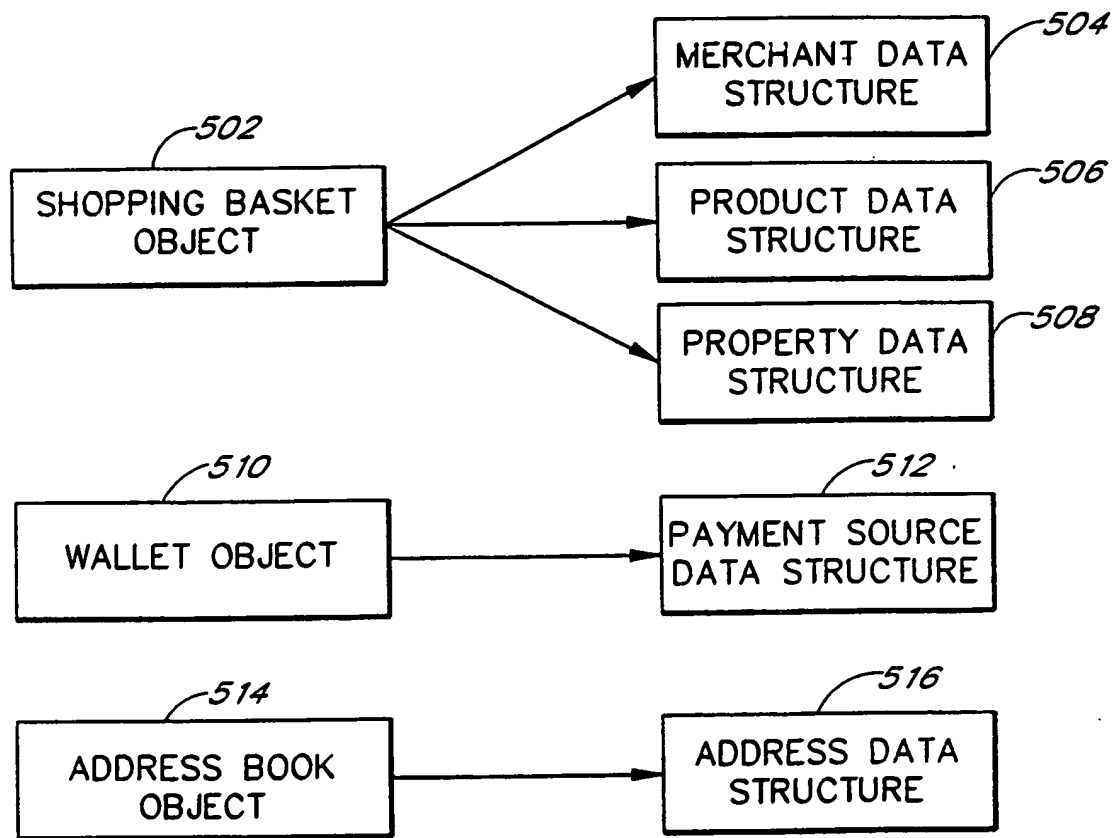 504
MERCHANT DATA
STRUCTURE
502
SHOPPING BASKET
OBJECT
506
PRODUCT DATA
STRUCTURE
508
PROPERTY DATA
STRUCTURE
510
WALLET OBJECT
512
PAYMENT SOURCE
DATA STRUCTURE
514
ADDRESS BOOK
OBJECT
516
ADDRESS DATA
STRUCTURE